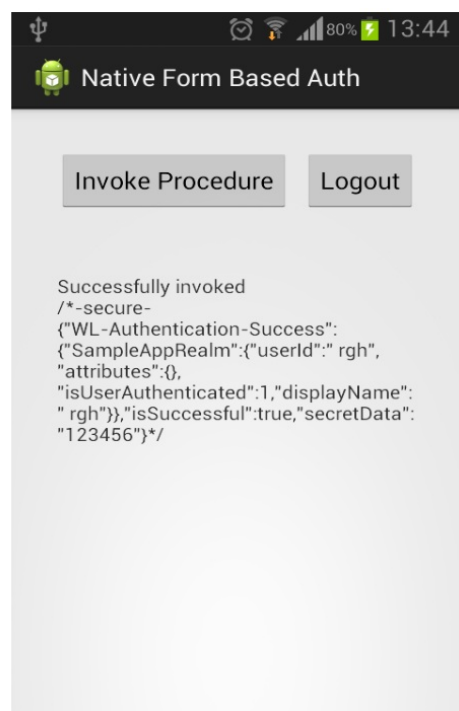 80% 13:44
Native Form Based Auth
Invoke Procedure Logout
Successfully invoked
/*-secure-
{"WL-Authentication-Success":
{"SampleAppRealm":{"userId":" rgh",
"attributes":{},
"isUserAuthenticated":1,"displayName":
" rgh"}},"isSuccessful":true,"secretData":
"123456"}*/